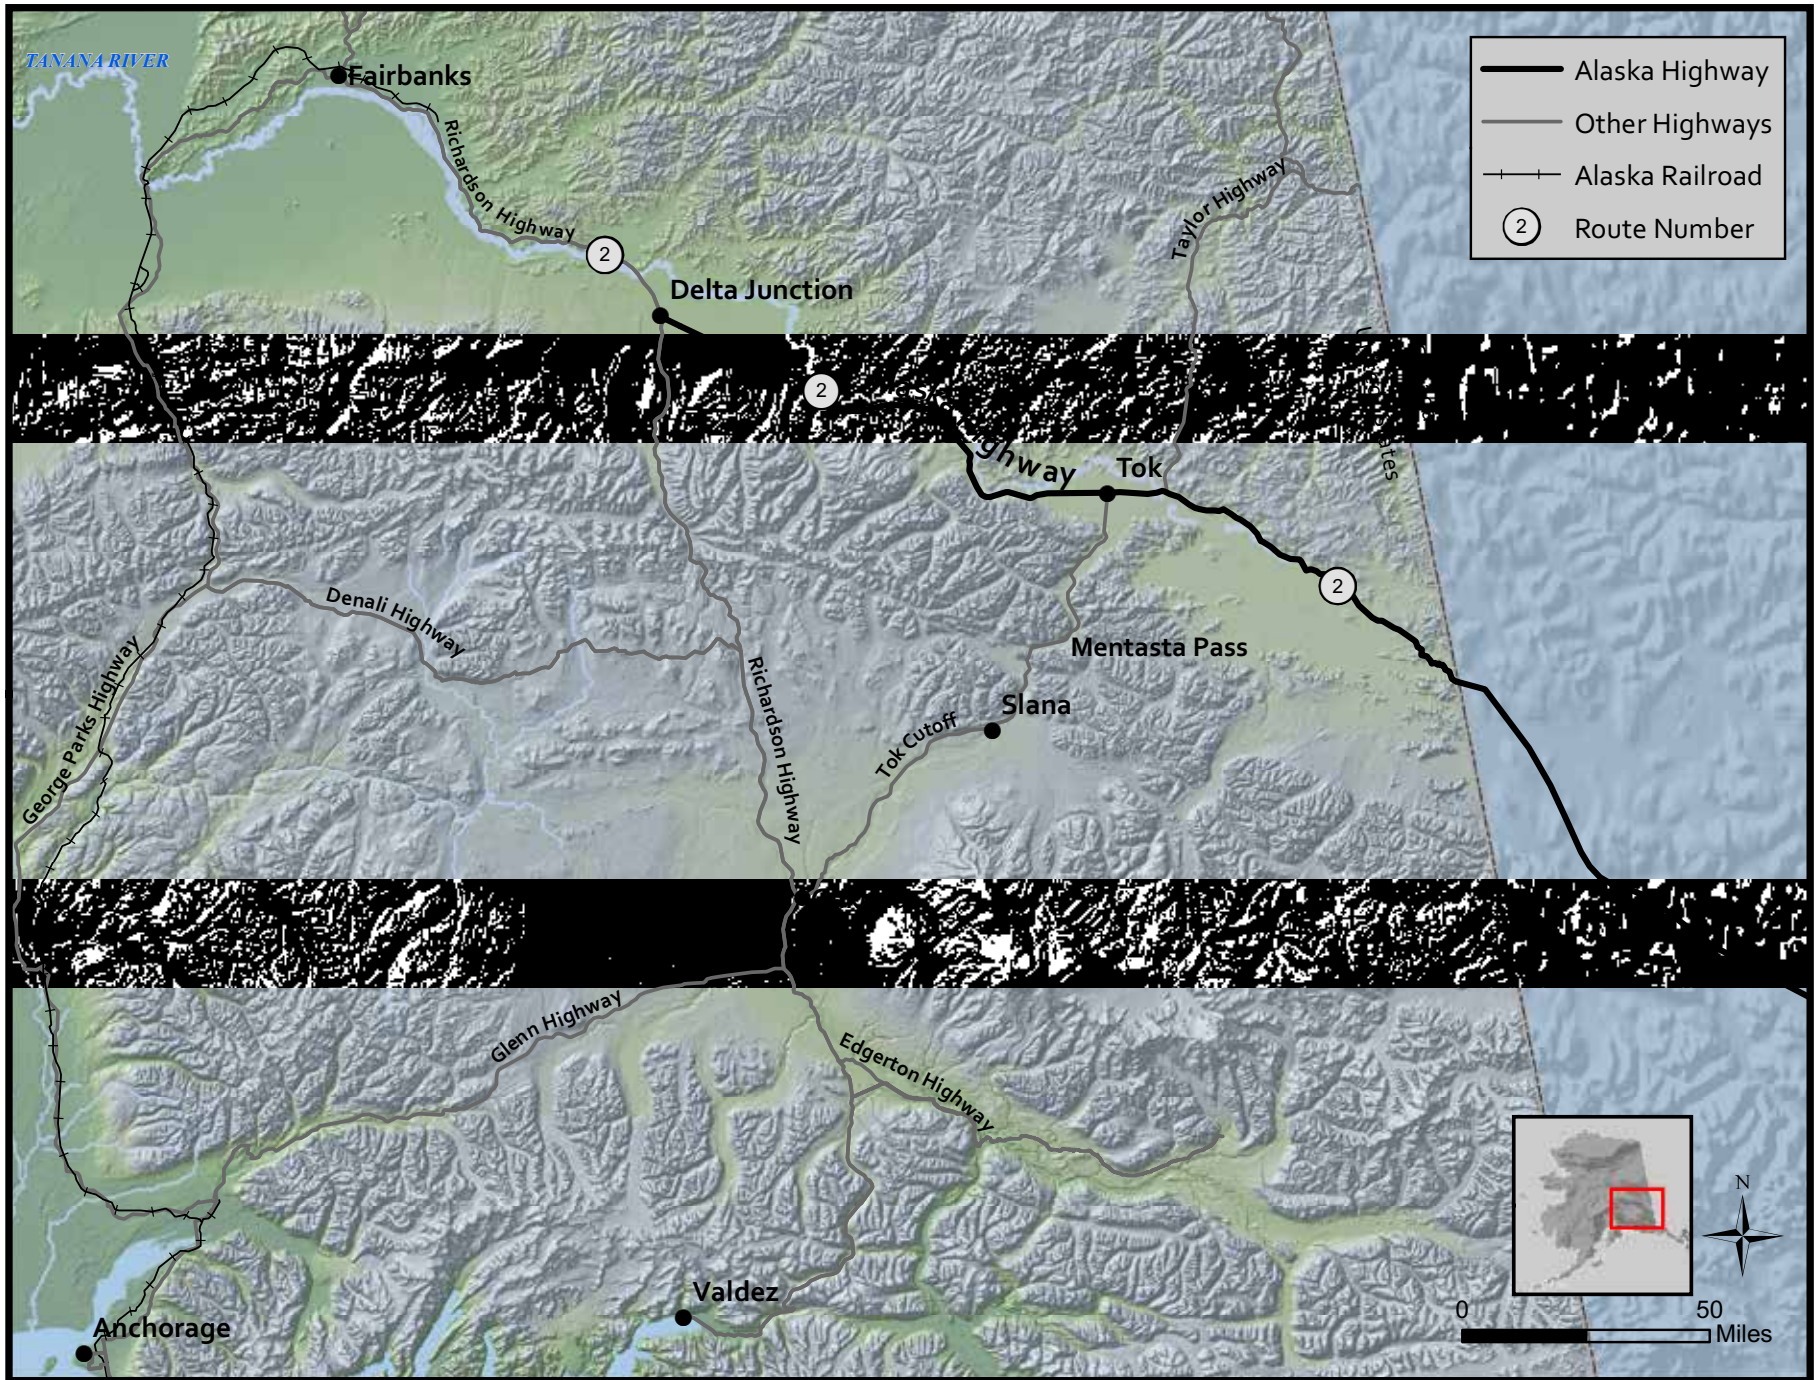 TANANA RIVER
Fairbanks
Alaska Highway
Other Highways
Alaska Railroad
2 Route Number
Richardson Highway
2
Taylor Highway
Delta Junction
2
ghway
Tok
ates
2
Denali Highway
Mentasta Pass
George Parks Highway
Richardson Highway
Slana
Tok Cutoff
Glenn Highway
Edgerton Highway
N
Valdez
0 50
Miles
Anchorage